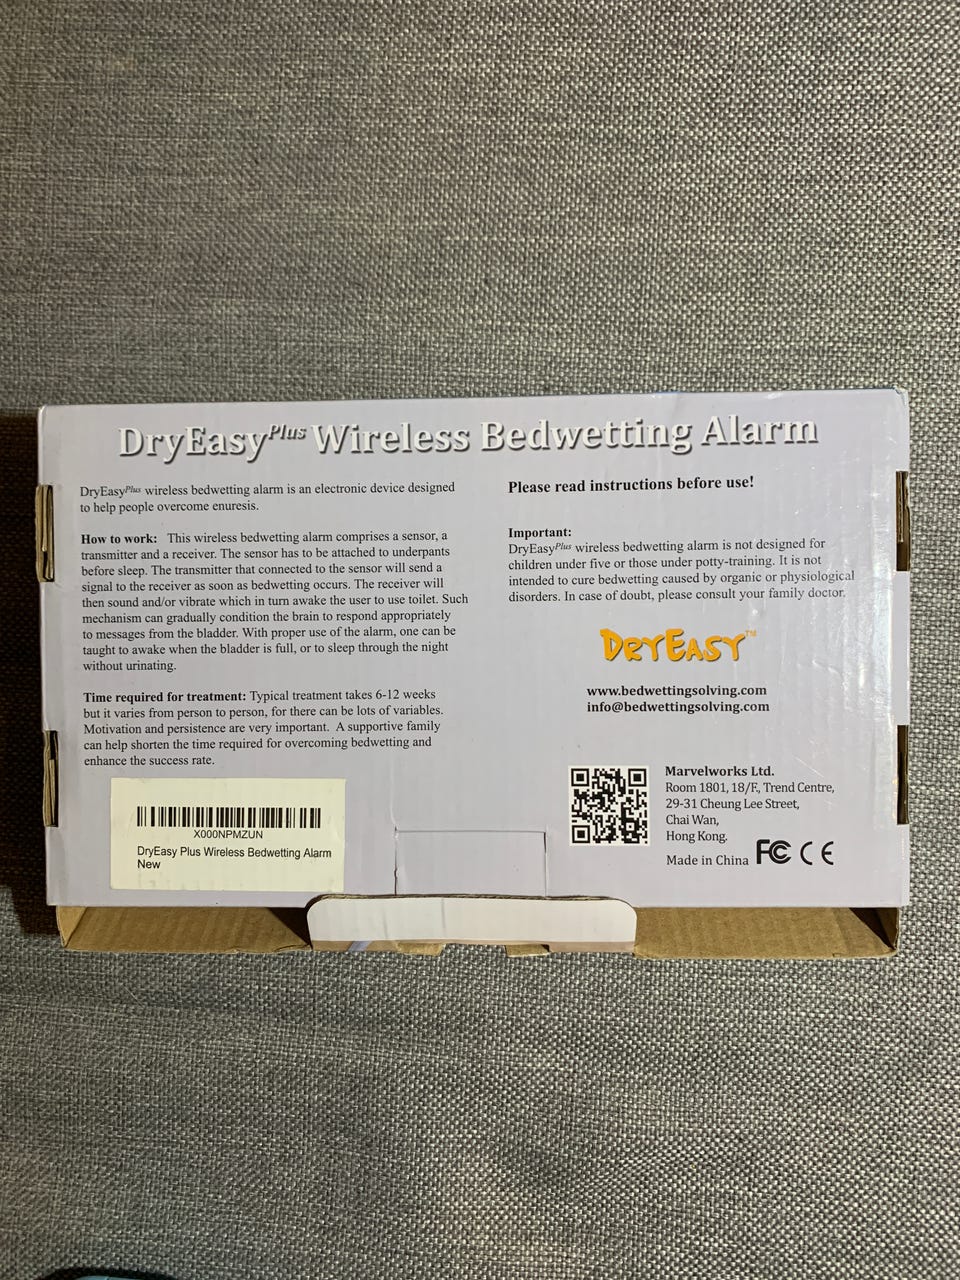 DryEasyPlus Wireless Bedwetting Alarm
DryEasyPlus wireless bedwetting alarm is an electronic device designed
to help people overcome enuresis.
How to work: This wireless bedwetting alarm comprises a sensor, a
transmitter and a receiver. The sensor has to be attached to underpants
before sleep. The transmitter that connected to the sensor will send a
signal to the receiver as soon as bedwetting occurs. The receiver will
then sound and/or vibrate which in turn awake the user to use toilet. Such
mechanism can gradually condition the brain to respond appropriately
to messages from the bladder. With proper use of the alarm, one can be
taught to awake when the bladder is full, or to sleep through the night
without urinating.
Time required for treatment: Typical treatment takes 6-12 weeks
but it varies from person to person, for there can be lots of variables.
Motivation and persistence are very important. A supportive family
can help shorten the time required for overcoming bedwetting and
enhance the success rate.
X000NPMZUN
DryEasy Plus Wireless Bedwetting Alarm
New
Please read instructions before use!
Important:
DryEasyPlus wireless bedwetting alarm is not designed for
children under five or those under potty-training. It is not
intended to cure bedwetting caused by organic or physiological
disorders. In case of doubt, please consult your family doctor.
DRYEASY™
www.bedwettingsolving.com
info@bedwettingsolving.com
Marvelworks Ltd.
Room 1801, 18/F., Trend Centre,
29-31 Cheung Lee Street,
Chai Wan,
Hong Kong.
Made in China FC CE